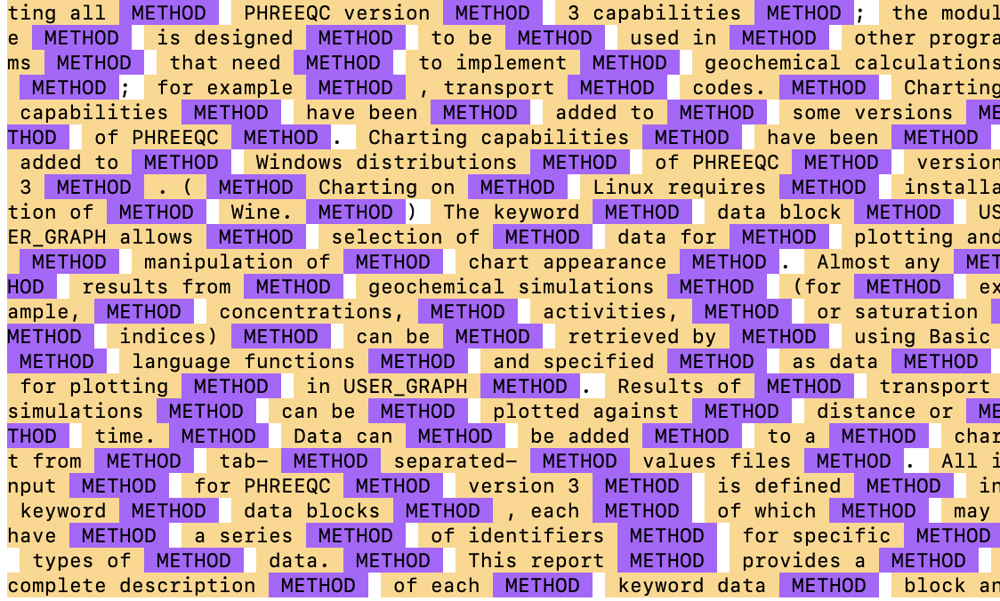 ting all METHOD PHREEQC version METHOD 3 capabilities METHOD ; the modul
e METHOD is designed METHOD to be METHOD used in METHOD other progra
ms METHOD that need METHOD to implement METHOD geochemical calculations
METHOD ; for example METHOD , transport METHOD codes. METHOD Charting
capabilities METHOD have been METHOD added to METHOD some versions ME
THOD of PHREEQC METHOD . Charting capabilities METHOD have been METHOD
added to METHOD Windows distributions METHOD of PHREEQC METHOD version
3 METHOD . ( METHOD Charting on METHOD Linux requires METHOD installa
tion of METHOD Wine. METHOD ) The keyword METHOD data block METHOD US
ER_GRAPH allows METHOD selection of METHOD data for METHOD plotting and
METHOD manipulation of METHOD chart appearance METHOD . Almost any MET
HOD results from METHOD geochemical simulations METHOD (for METHOD ex
ample, METHOD concentrations, METHOD activities, METHOD or saturation
METHOD indices) METHOD can be METHOD retrieved by METHOD using Basic
METHOD language functions METHOD and specified METHOD as data METHOD
for plotting METHOD in USER_GRAPH METHOD . Results of METHOD transport
simulations METHOD can be METHOD plotted against METHOD distance or ME
THOD time. METHOD Data can METHOD be added METHOD to a METHOD char
t from METHOD tab– METHOD separated– METHOD values files METHOD . All i
nput METHOD for PHREEQC METHOD version 3 METHOD is defined METHOD in
keyword METHOD data blocks METHOD , each METHOD of which METHOD may
have METHOD a series METHOD of identifiers METHOD for specific METHOD
types of METHOD data. METHOD This report METHOD provides a METHOD
complete description METHOD of each METHOD keyword data METHOD block an